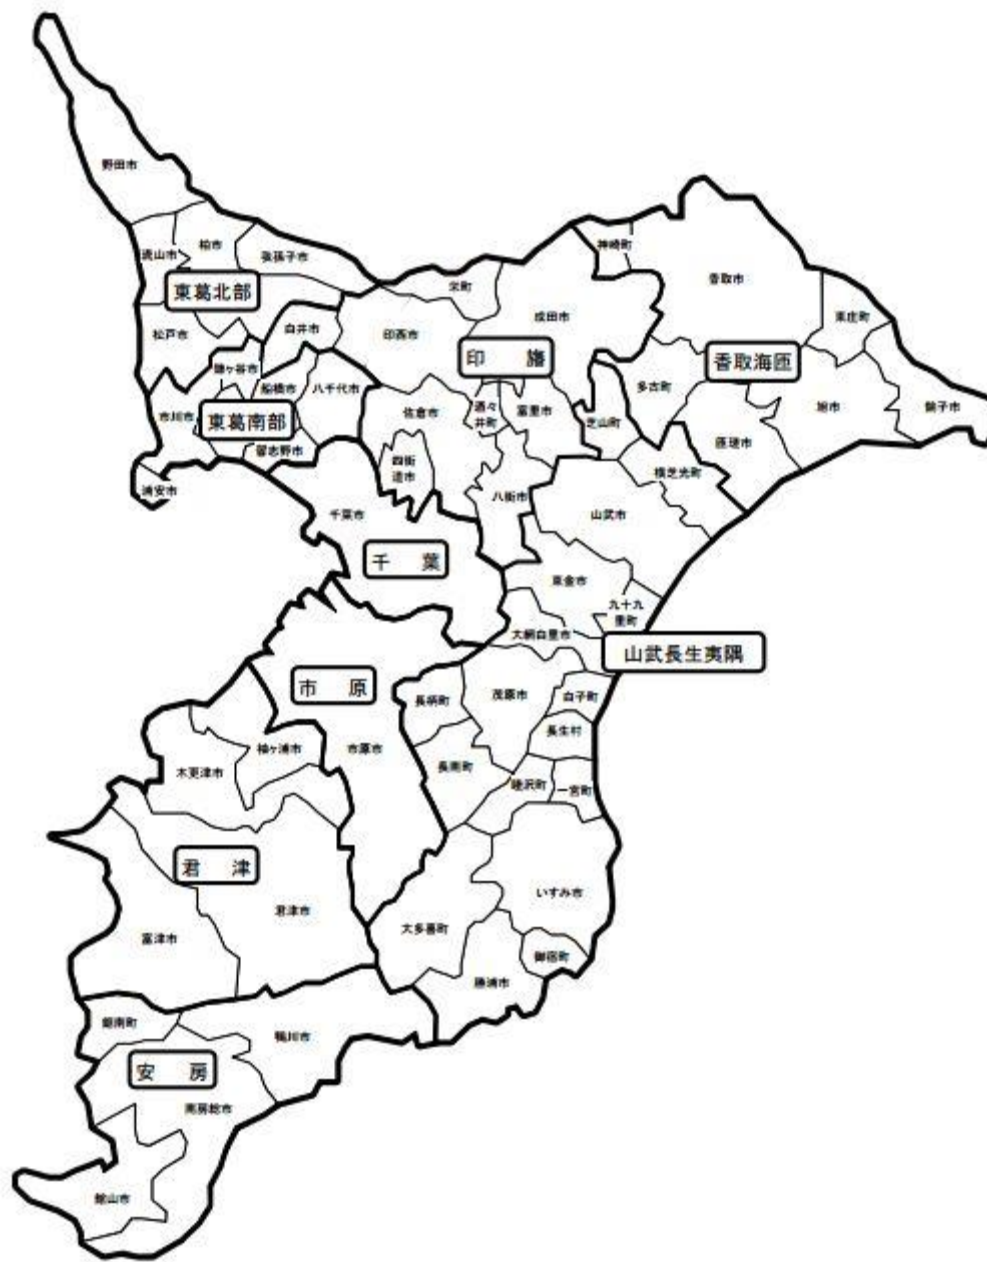 野田市
神崎町
流山市
柏市
我孫子市
香取市
東葛北部
栄町
成田市
東庄町
松戸市
白井市
印西市
印 旛
香取海匝
鎌ヶ谷市
船橋市
八千代市
多古町
旭市
銚子市
市川市
東葛南部
佐倉市
酒々
井町
富里市
芝山町
匝瑳市
習志野市
四街
道市
横芝光町
浦安市
八街市
千葉市
山武市
千 葉
東金市
九十九
里町
大網白里市
山武長生夷隅
市 原
長柄町
茂原市
白子町
長生村
袖ヶ浦市
市原市
木更津市
長南町
睦沢町
一宮町
君 津
いすみ市
君津市
大多喜町
富津市
御宿町
勝浦市
鋸南町
鴨川市
安 房
南房総市
館山市